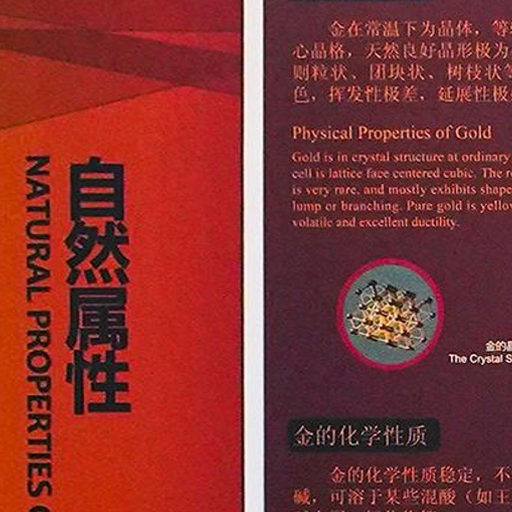 自然属性
NATURAL PROPERTIES
金在常温下为晶体，等
心晶格，天然良好晶形极为
则粒状、团块状、树枝状等
色，挥发性极差，延展性极
Physical Properties of Gold
Gold is in crystal structure at ordinary
cell is lattice face centered cubic. The
is very rare, and mostly exhibits shape
lump or branching. Pure gold is yellow
volatile and excellent ductility.
金的晶
The Crystal S
金的化学性质
金的化学性质稳定，不
碱，可溶于某些混酸（如王